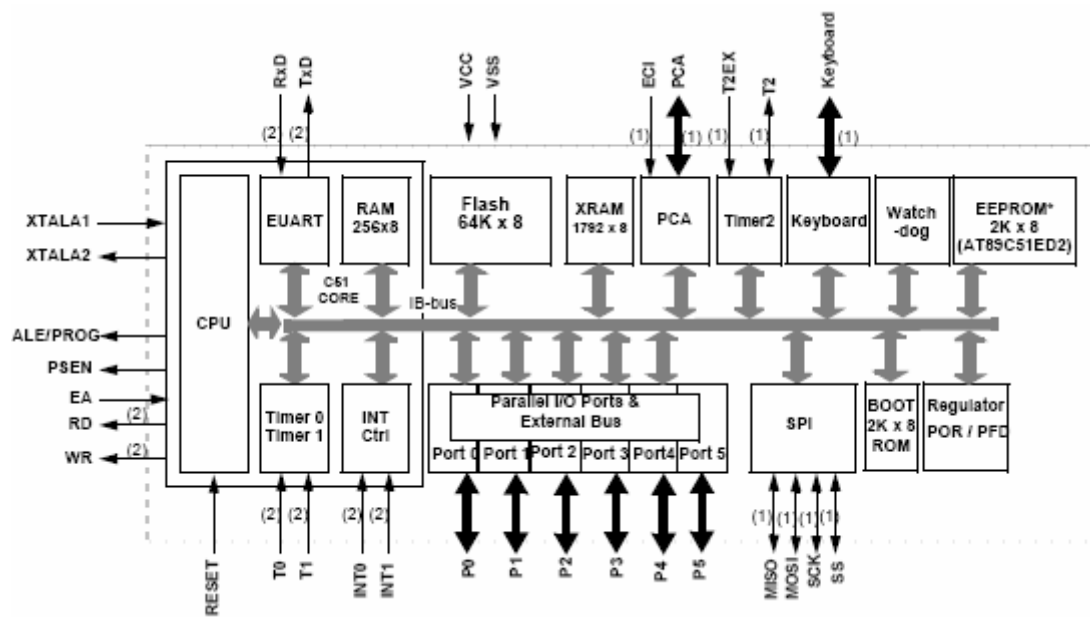 RxD
TxD
VCC
VSS
ECI
PCA
T2EX
T2
Keyboard
(2)
(2)
(1)
(1)
(1)
(1)
(1)
XTALA1
XTALA2
ALE/PROG
PSEN
EA
RD
(2)
WR
(2)
CPU
EUART
RAM
256x8
C51
CORE
IB-bus
Flash
64K x 8
XRAM
1792 x 8
PCA
Timer2
Keyboard
Watch
-dog
EEPROM*
2K x 8
(AT89C51ED2)
Timer 0
Timer 1
INT
Ctrl
Parallel I/O Ports &
External Bus
Port 0
Port 1
Port 2
Port 3
Port4
Port 5
SPI
BOOT
2K x 8
ROM
Regulator
POR / PFD
(2)
(2)
(2)
(2)
(1)
(1)
(1)
(1)
RESET
T0
T1
INT0
INT1
P0
P1
P2
P3
P4
P5
MISO
MOSI
SCK
SS